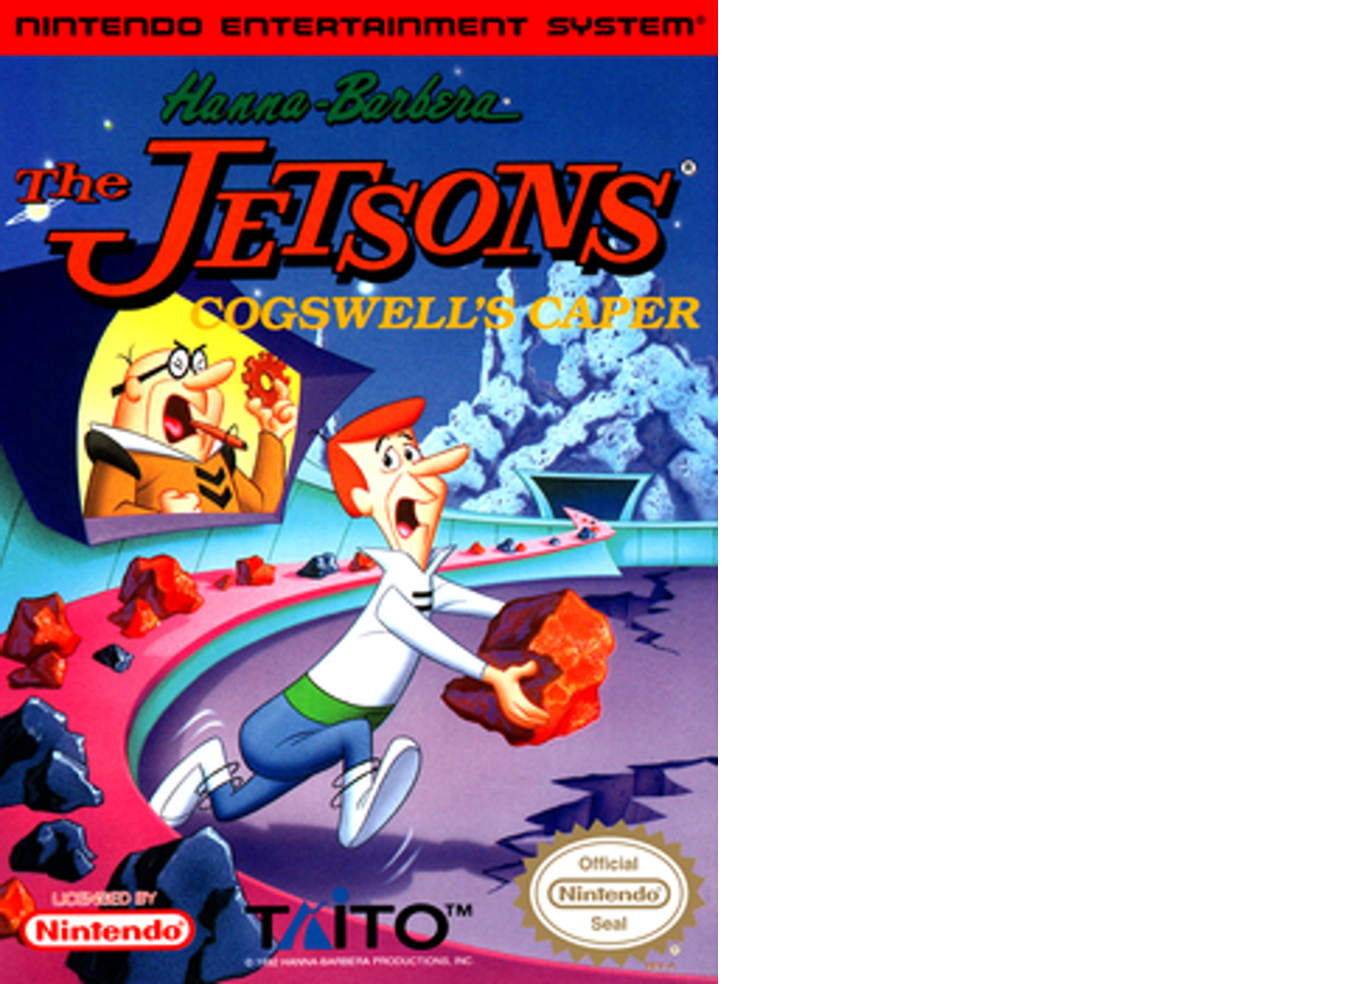 NINTENDO ENTERTAINMENT SYSTEM®
Hanna-Barbera
The JETSONS®
COGSWELL'S CAPER
Official
Nintendo®
Seal
LICENSED BY
Nintendo®
TAITO™
© 1992 HANNA-BARBERA PRODUCTIONS, INC.
REV-A